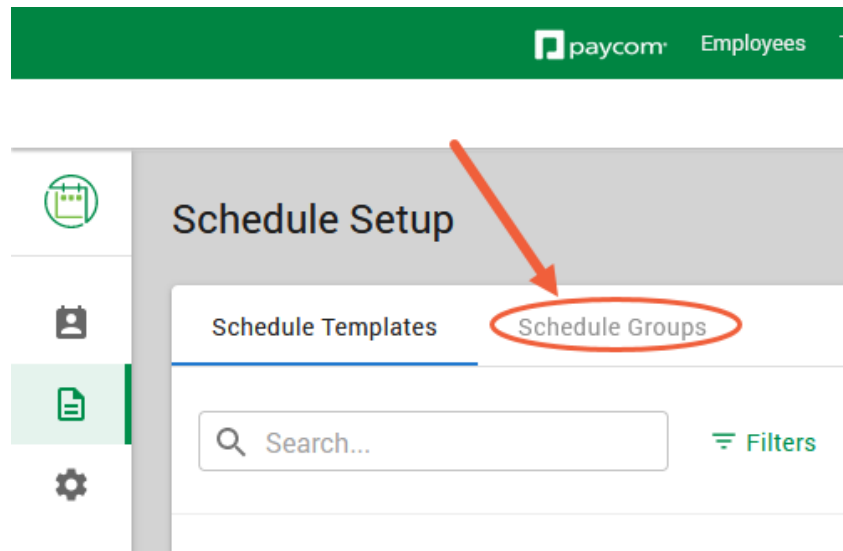 paycom Employees
Schedule Setup
Schedule Templates Schedule Groups
Search... Filters